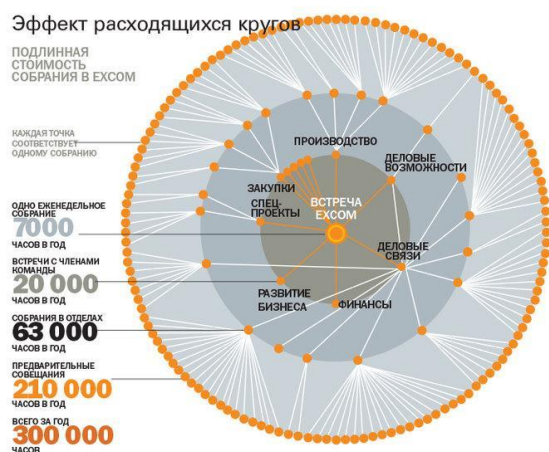 Эффект расходящихся кругов
ПОДЛИННАЯ
СТОИМОСТЬ
СОБРАНИЯ В EXCOM
КАЖДАЯ ТОЧКА
СООТВЕТСТВУЕТ
ОДНОМУ СОБРАНИЮ
ОДНО ЕЖЕНЕДЕЛЬНОЕ
СОБРАНИЕ
7000
ЧАСОВ В ГОД
ВСТРЕЧИ С ЧЛЕНАМИ
КОМАНДЫ
20 000
ЧАСОВ В ГОД
СОБРАНИЯ В ОТДЕЛАХ
63 000
ЧАСОВ В ГОД
ПРЕДВАРИТЕЛЬНЫЕ
СОВЕЩАНИЯ
210 000
ЧАСОВ В ГОД
ВСЕГО ЗА ГОД
300 000
ЧАСОВ
ПРОИЗВОДСТВО
ДЕЛОВЫЕ
ВОЗМОЖНОСТИ
ЗАКУПКИ
СПЕЦ-
ПРОЕКТЫ
ВСТРЕЧА
EXCOM
ДЕЛОВЫЕ
СВЯЗИ
РАЗВИТИЕ
БИЗНЕСА
ФИНАНСЫ